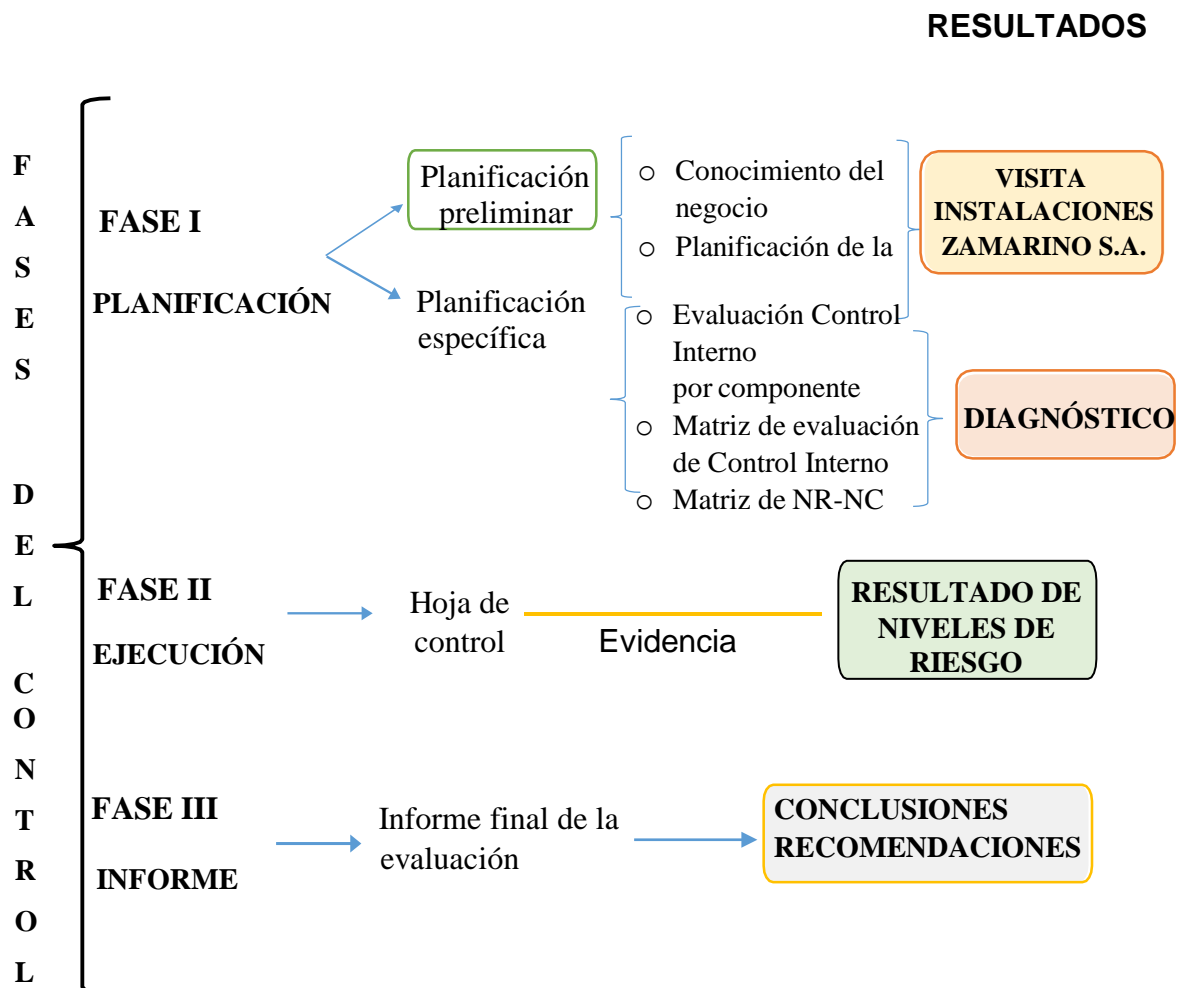 RESULTADOS
F
A
S
E
S
D
E
L
C
O
N
T
R
O
L
FASE I
PLANIFICACIÓN
Planificación
preliminar
Planificación
específica
o Conocimiento del
negocio
o Planificación de la
o Evaluación Control
Interno
por componente
o Matriz de evaluación
de Control Interno
o Matriz de NR-NC
VISITA
INSTALACIONES
ZAMARINO S.A.
DIAGNÓSTICO
FASE II
EJECUCIÓN
Hoja de
control
Evidencia
RESULTADO DE
NIVELES DE
RIESGO
FASE III
INFORME
Informe final de la
evaluación
CONCLUSIONES
RECOMENDACIONES